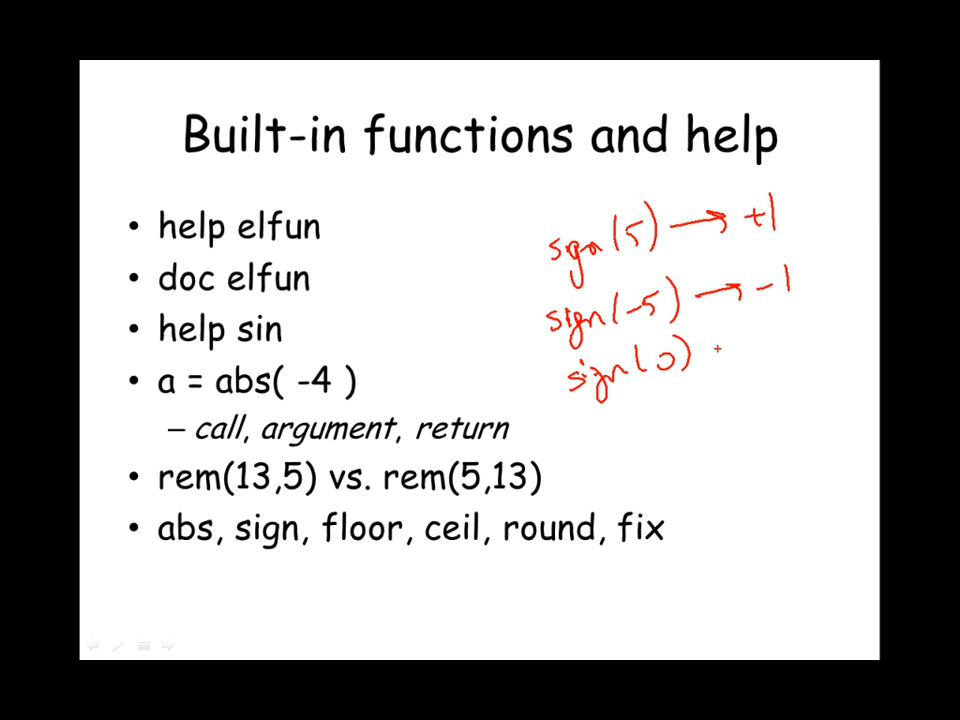 Built-in functions and help
• help elfun
• doc elfun
• help sin
• a = abs( -4 )
– call, argument, return
• rem(13,5) vs. rem(5,13)
• abs, sign, floor, ceil, round, fix
sign(5) → +1
sign(-5) → -1
sign(0)